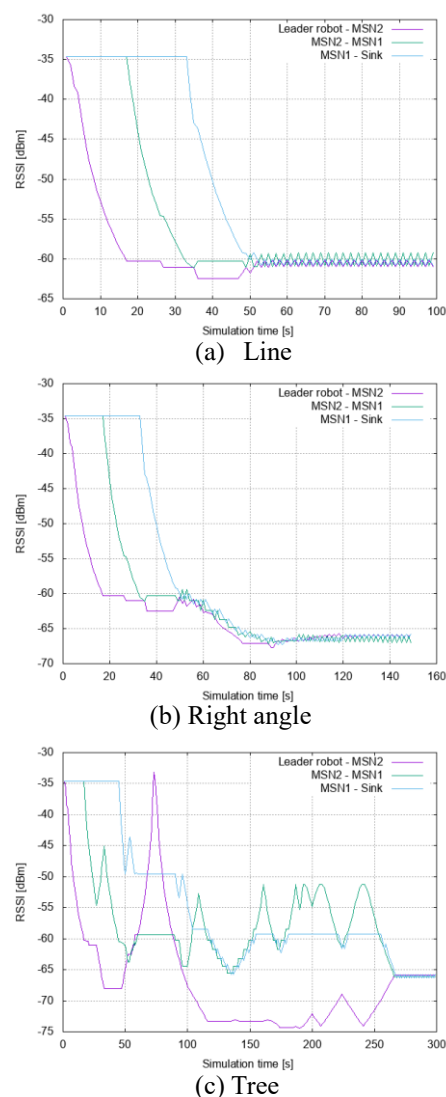 -30
-35
-40
-45
-50
-55
-60
-65
RSSI [dBm]
Leader robot - MSN2
MSN2 - MSN1
MSN1 - Sink
0 10 20 30 40 50 60 70 80 90 100
Simulation time [s]
(a) Line
-30
-35
-40
-45
-50
-55
-60
-65
-70
RSSI [dBm]
Leader robot - MSN2
MSN2 - MSN1
MSN1 - Sink
0 20 40 60 80 100 120 140 160
Simulation time [s]
(b) Right angle
-30
-35
-40
-45
-50
-55
-60
-65
-70
-75
RSSI [dBm]
Leader robot - MSN2
MSN2 - MSN1
MSN1 - Sink
0 50 100 150 200 250 300
Simulation time [s]
(c) Tree